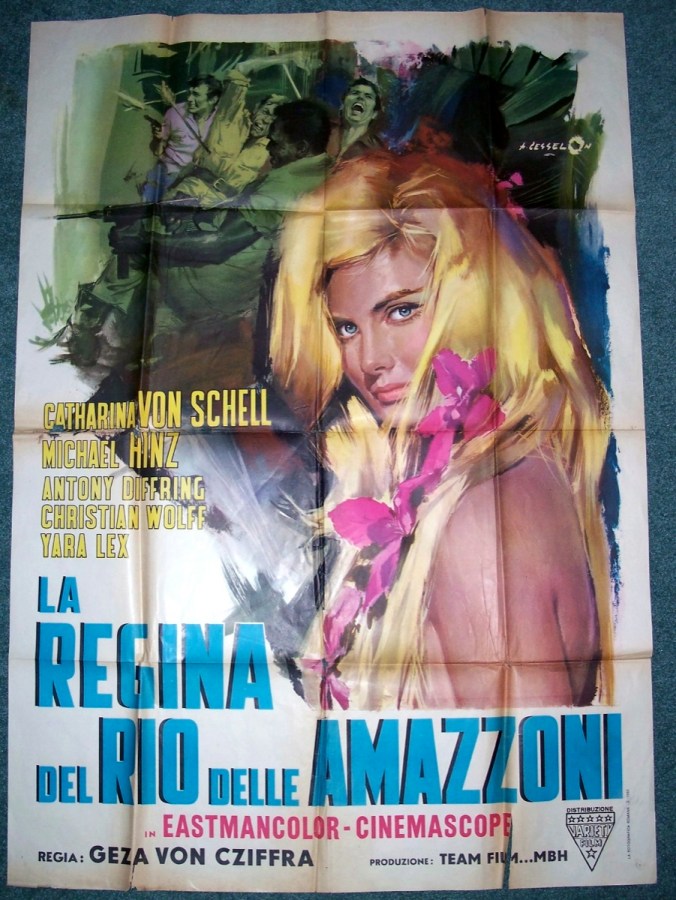 A. CESSELON
CATHARINA VON SCHELL
MICHAEL HINZ
ANTONY DIFFRING
CHRISTIAN WOLFF
YARA LEX
LA
REGINA
DEL RIO DELLE AMAZZONI
IN EASTMANCOLOR - CINEMASCOPE
REGIA: GEZA VON CZIFFRA
PRODUZIONE: TEAM FILM...MBH
DISTRIBUZIONE
VARIETY
FILM